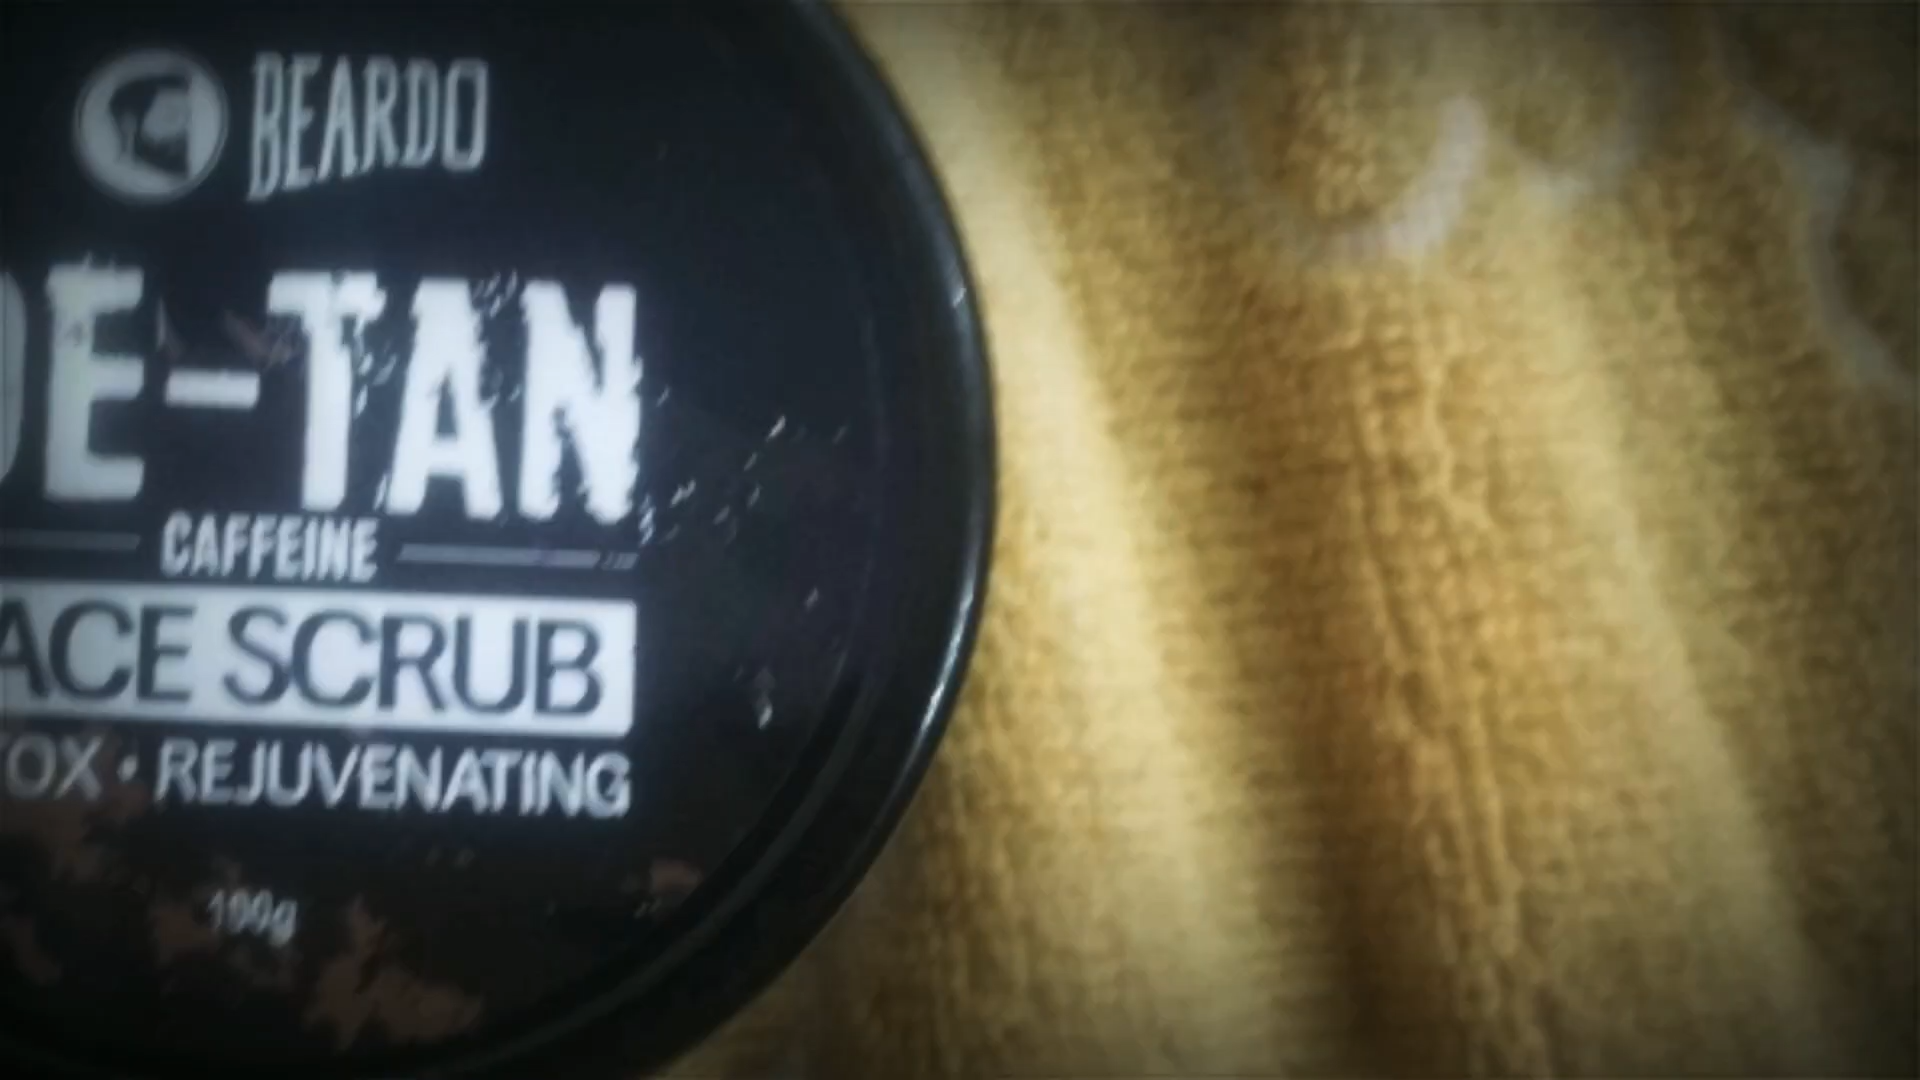 BEARDO
DE-TAN
CAFFEINE
ACE SCRUB
TOX • REJUVENATING
100g